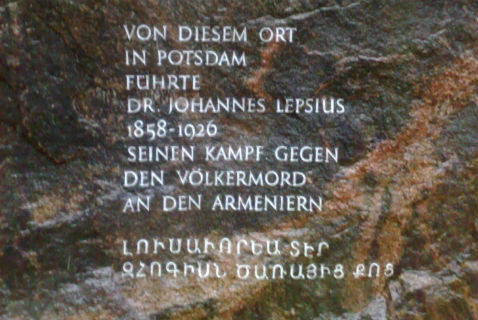 VON DIESEM ORT
IN POTSDAM
FÜHRTE
DR. JOHANNES LEPSIUS
1858-1926
SEINEN KAMPF GEGEN
DEN VÖLKERMORD
AN DEN ARMENIERN
ԼՈՒՍԱՒՈՐԵԱ ՏԷՐ
ԶՀՈԳԻՍՆ ԾԱՌԱՅԻՑ ՔՈՑ